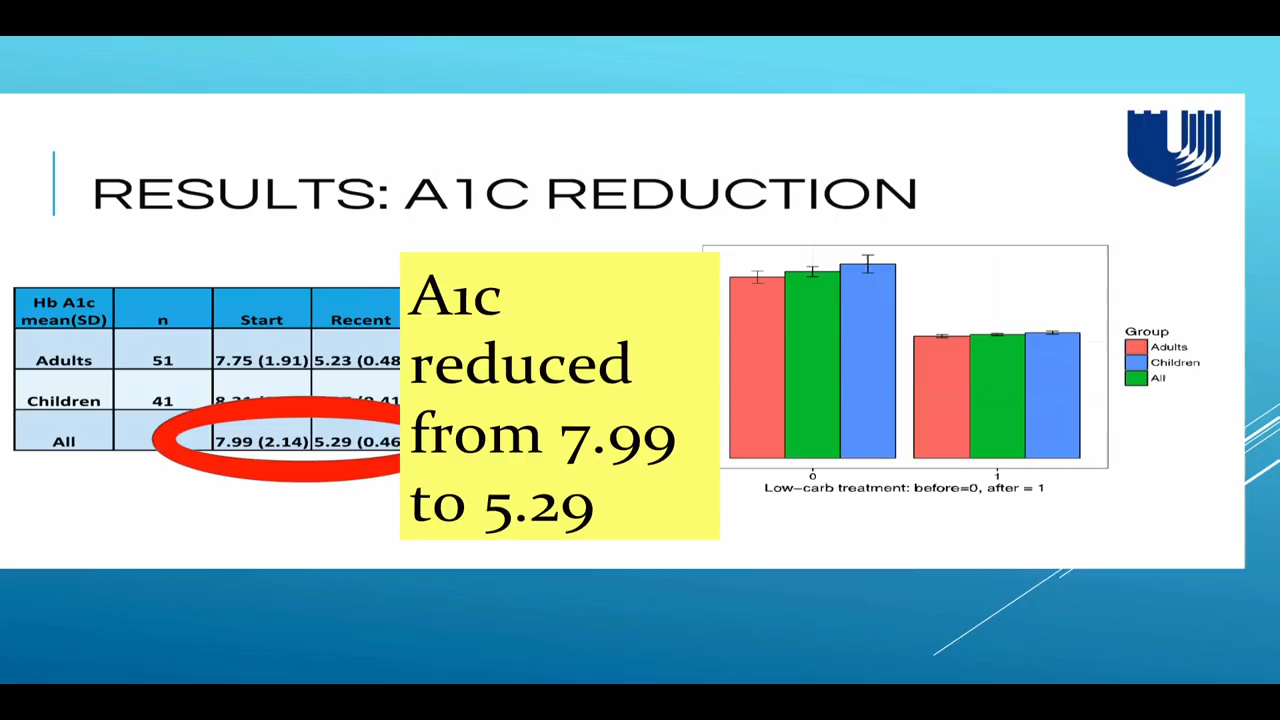 RESULTS: A1C REDUCTION
Hb A1c
mean(SD) n Start Recent
Adults 51 7.75 (1.91) 5.23 (0.48
Children 41
All 7.99 (2.14) 5.29 (0.46
A1c
reduced
from 7.99
to 5.29
Group
Adults
Children
All
0 1
Low-carb treatment: before=0, after = 1